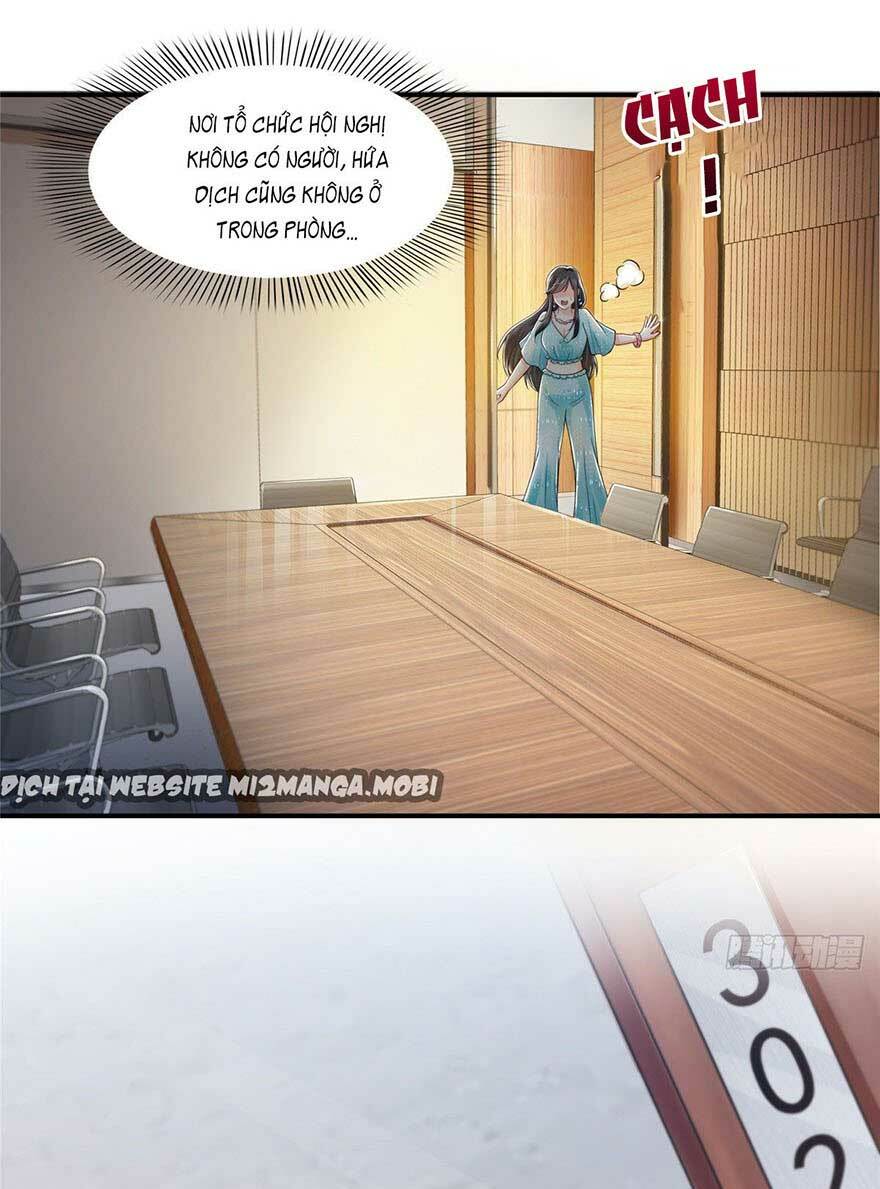 CẠCH
!
NƠI TỔ CHỨC HỘI NGHỊ
KHÔNG CÓ NGƯỜI, HỨA
DỊCH CŨNG KHÔNG Ở
TRONG PHÒNG...
DỊCH TẠI WEBSITE MI2MANGA.MOBI
302